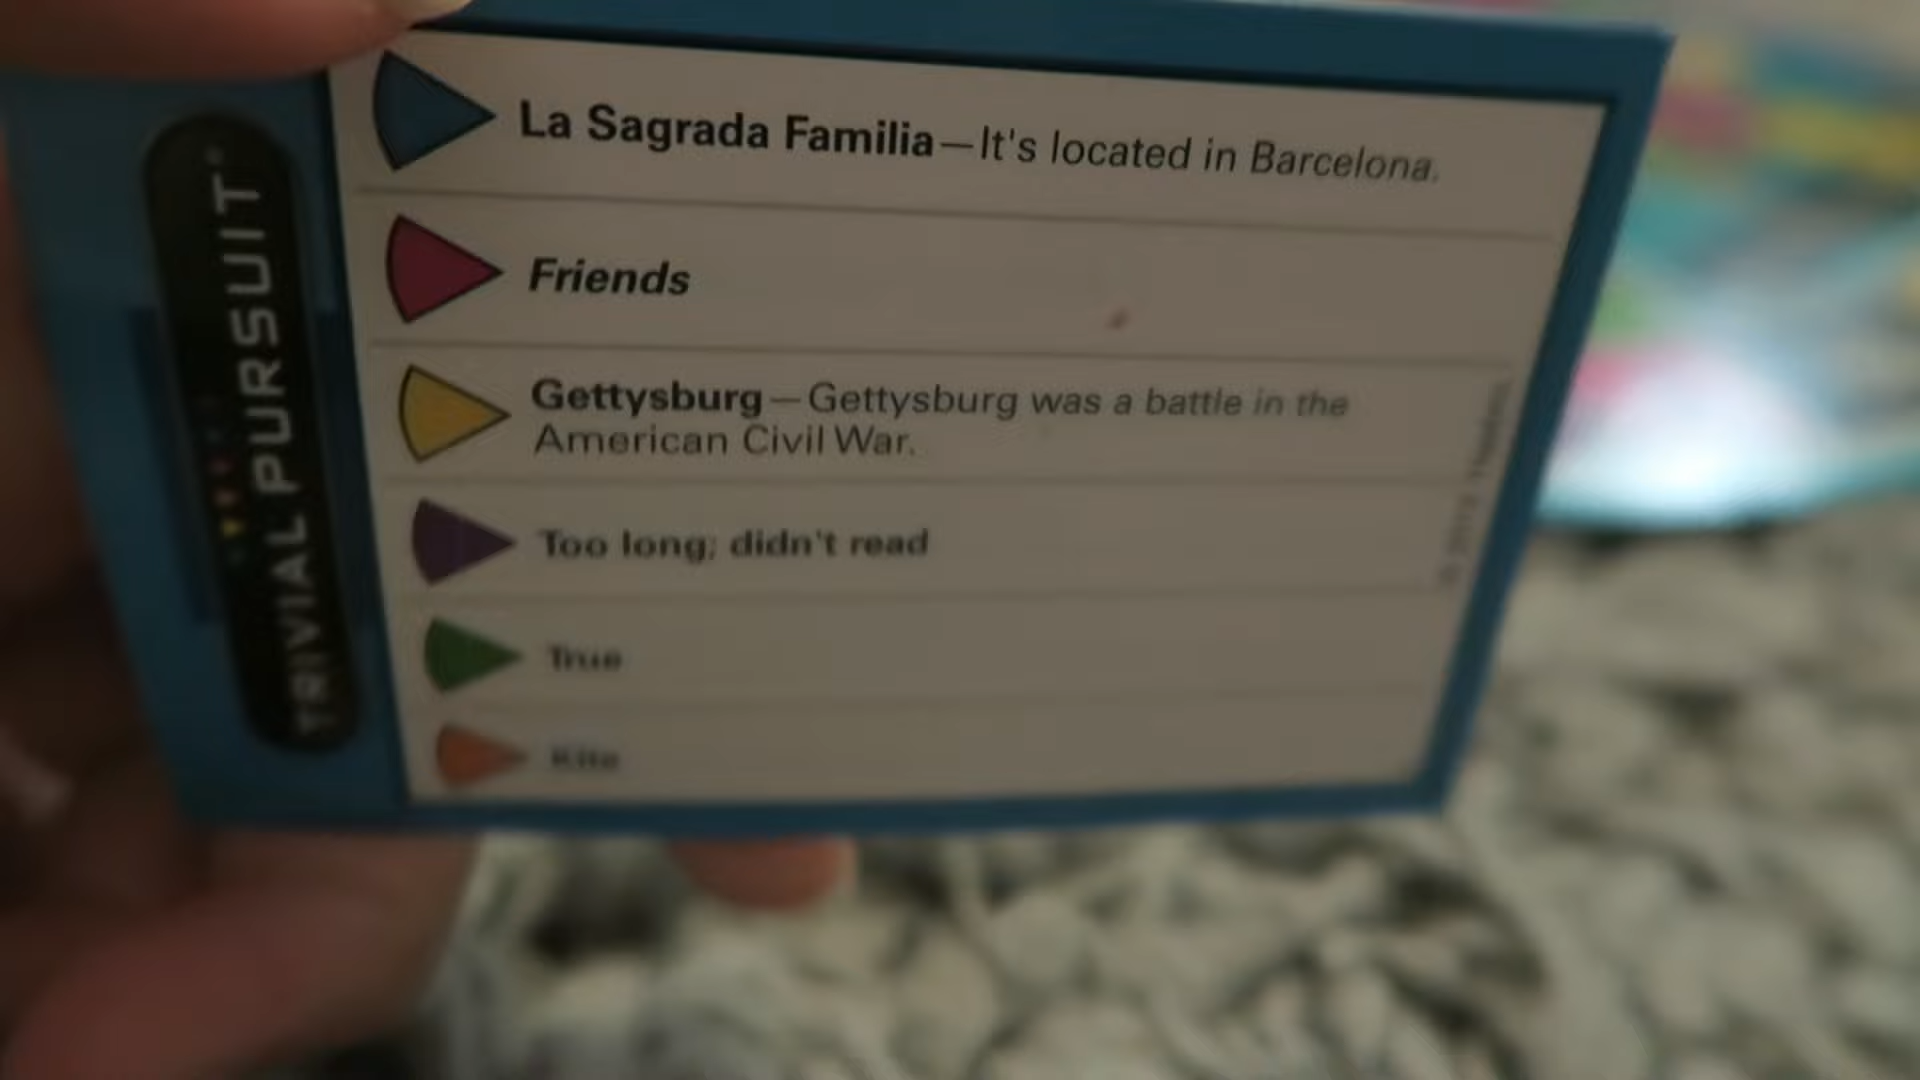 La Sagrada Familia—It's located in Barcelona.
Friends
Gettysburg—Gettysburg was a battle in the
American Civil War.
Too long; didn't read
True
Kite
TRIVIAL PURSUIT